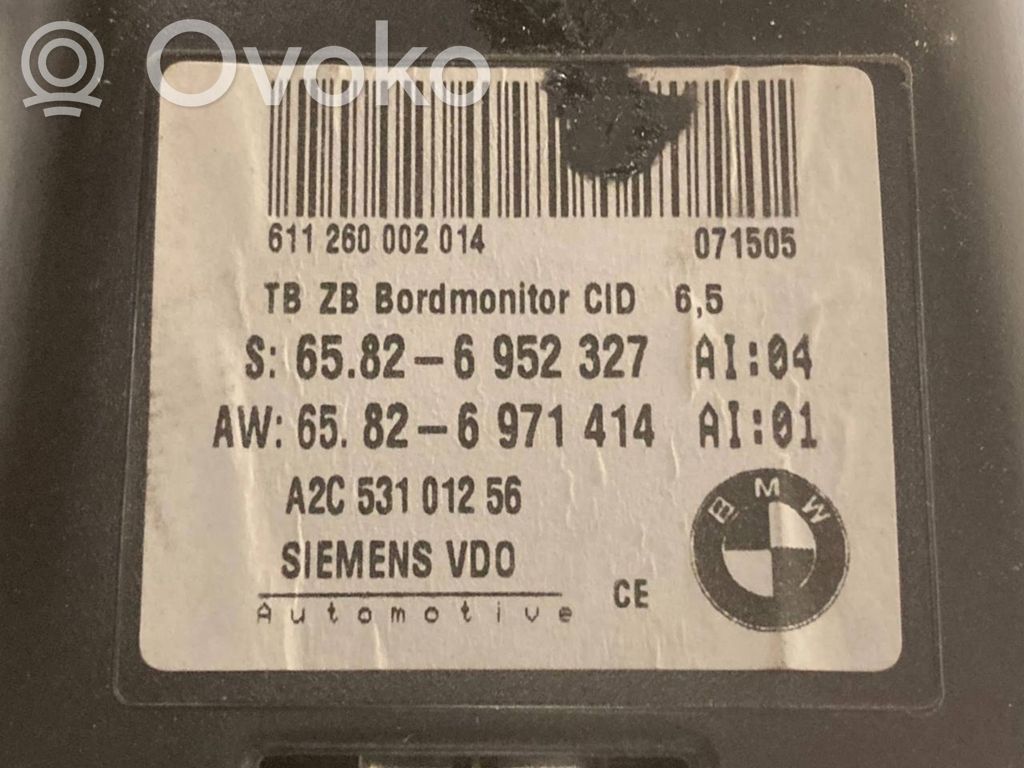 Ovoko
611 260 002 014 071505
TB ZB Bordmonitor CID 6,5
S: 65.82-6 952 327 AI:04
AW: 65.82-6 971 414 AI:01
A2C 531 012 56
SIEMENS VDO
Automotive CE
BMW